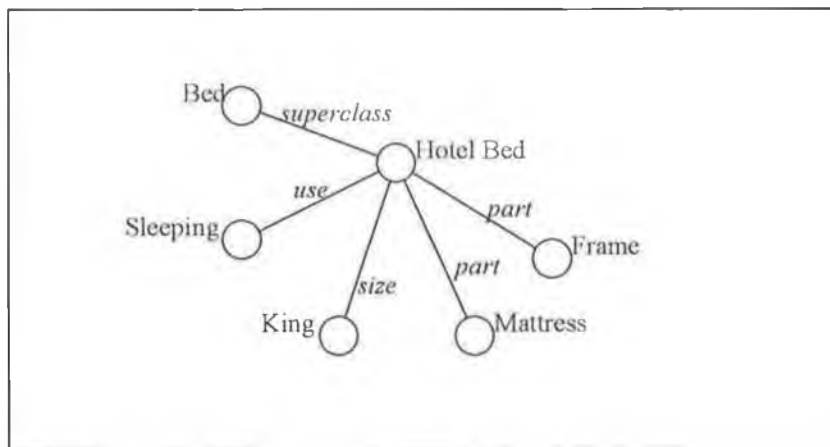 Bed
superclass
Hotel Bed
use
part
Sleeping
Frame
part
size
King
Mattress